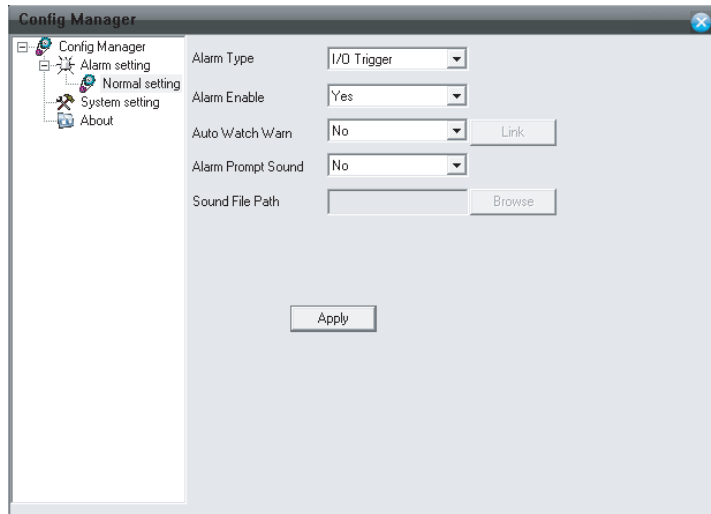 Config Manager
Config Manager
Alarm setting
Normal setting
System setting
About
Alarm Type I/O Trigger
Alarm Enable Yes
Auto Watch Warn No Link
Alarm Prompt Sound No
Sound File Path Browse
Apply